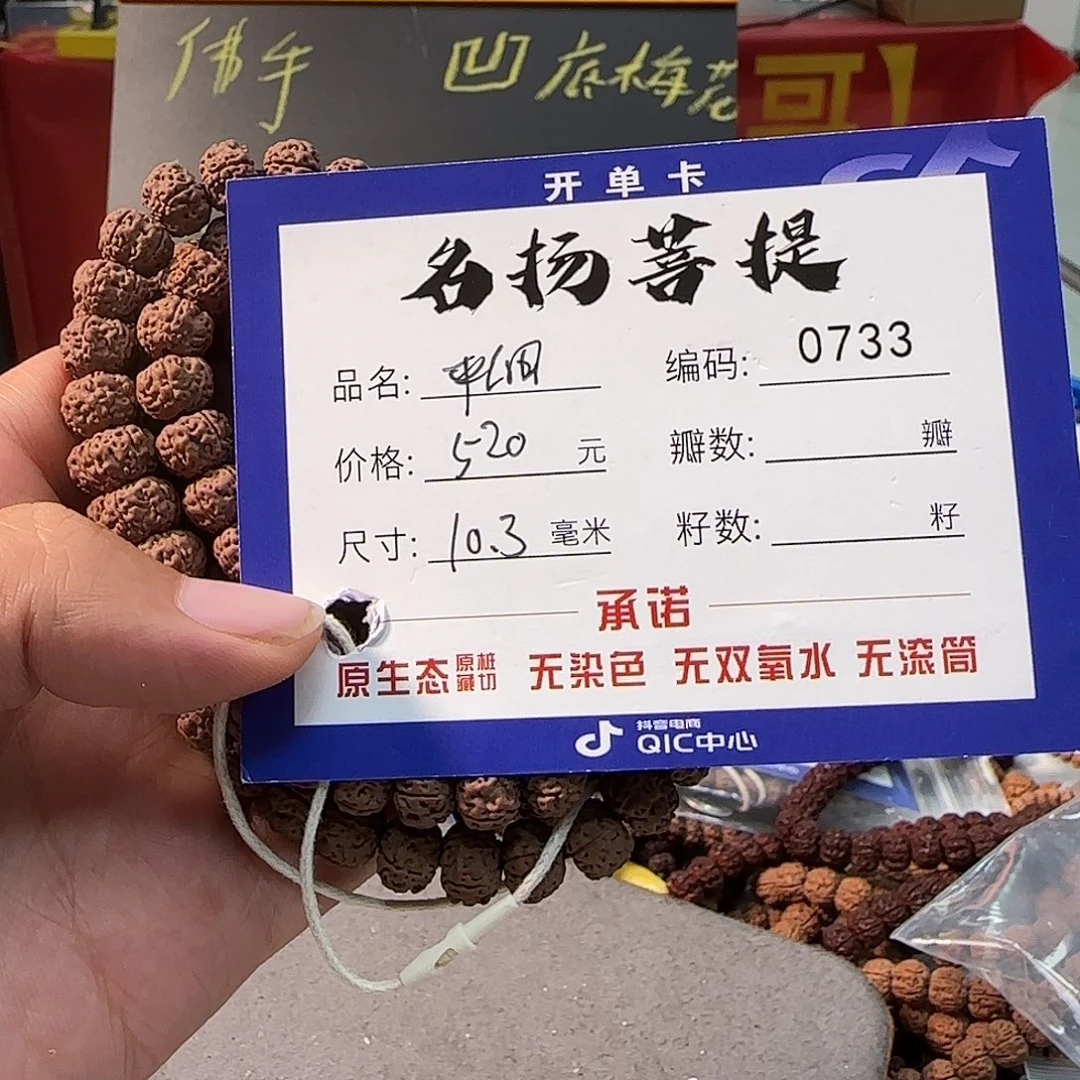 佛手 凹底梅花
哥】
开单卡
名扬菩提
品名: 编码: 0733
价格: 520 元 瓣数: 瓣
尺寸: 10.3 毫米 籽数: 籽
承诺
原生态 原桩藏切 无染色 无双氧水 无滚筒
抖音电商
QIC中心